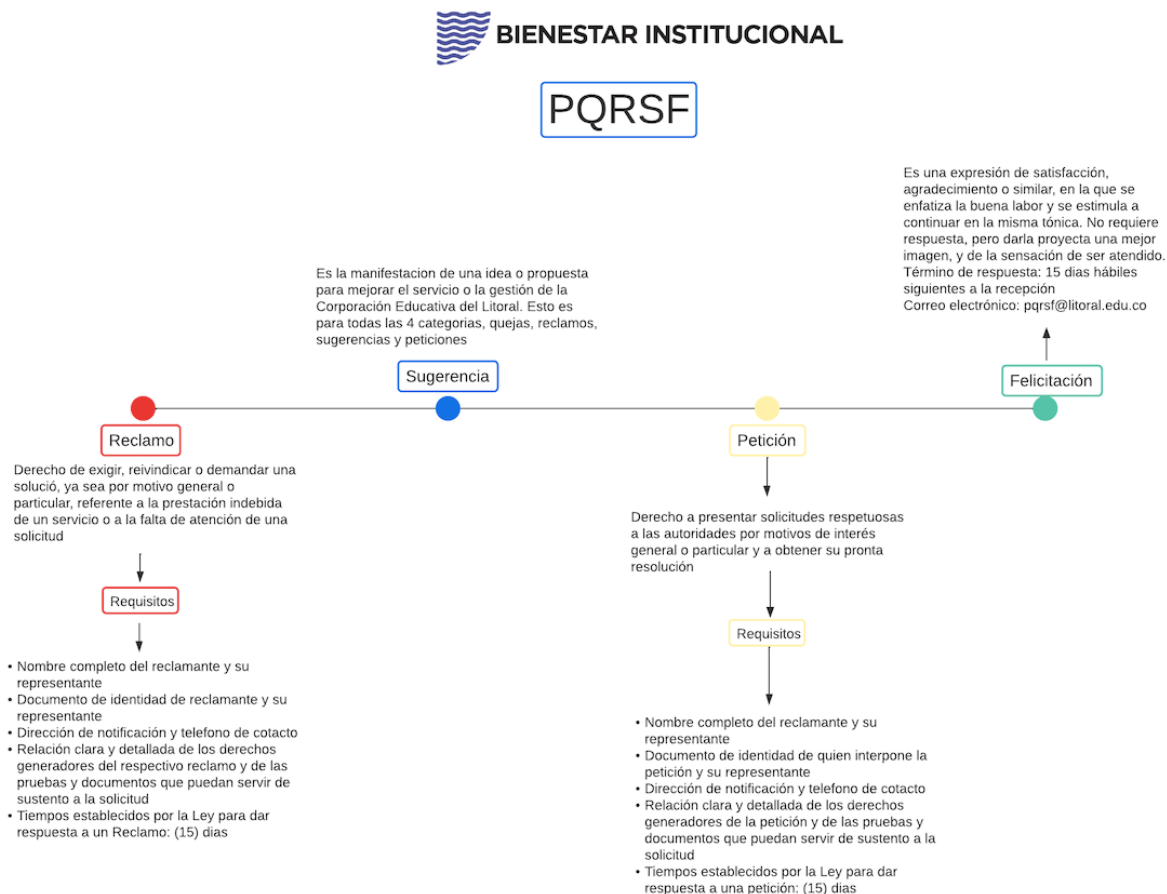 BIENESTAR INSTITUCIONAL
PQRSF
Es una expresión de satisfacción,
agradecimiento o similar, en la que se
enfatiza la buena labor y se estimula a
continuar en la misma tónica. No requiere
respuesta, pero darla proyecta una mejor
imagen, y de la sensación de ser atendido.
Término de respuesta: 15 dias hábiles
siguientes a la recepción
Correo electrónico: pqrsf@litoral.edu.co
Es la manifestacion de una idea o propuesta
para mejorar el servicio o la gestión de la
Corporación Educativa del Litoral. Esto es
para todas las 4 categorias, quejas, reclamos,
sugerencias y peticiones
Sugerencia
Felicitación
Reclamo
Derecho de exigir, reivindicar o demandar una
solució, ya sea por motivo general o
particular, referente a la prestación indebida
de un servicio o a la falta de atención de una
solicitud
Requisitos
• Nombre completo del reclamante y su
representante
• Documento de identidad de reclamante y su
representante
• Dirección de notificación y telefono de cotacto
• Relación clara y detallada de los derechos
generadores del respectivo reclamo y de las
pruebas y documentos que puedan servir de
sustento a la solicitud
• Tiempos establecidos por la Ley para dar
respuesta a un Reclamo: (15) dias
Petición
Derecho a presentar solicitudes respetuosas
a las autoridades por motivos de interés
general o particular y a obtener su pronta
resolución
Requisitos
• Nombre completo del reclamante y su
representante
• Documento de identidad de quien interpone la
petición y su representante
• Dirección de notificación y telefono de cotacto
• Relación clara y detallada de los derechos
generadores de la petición y de las pruebas y
documentos que puedan servir de sustento a la
solicitud
• Tiempos establecidos por la Ley para dar
respuesta a una petición: (15) dias